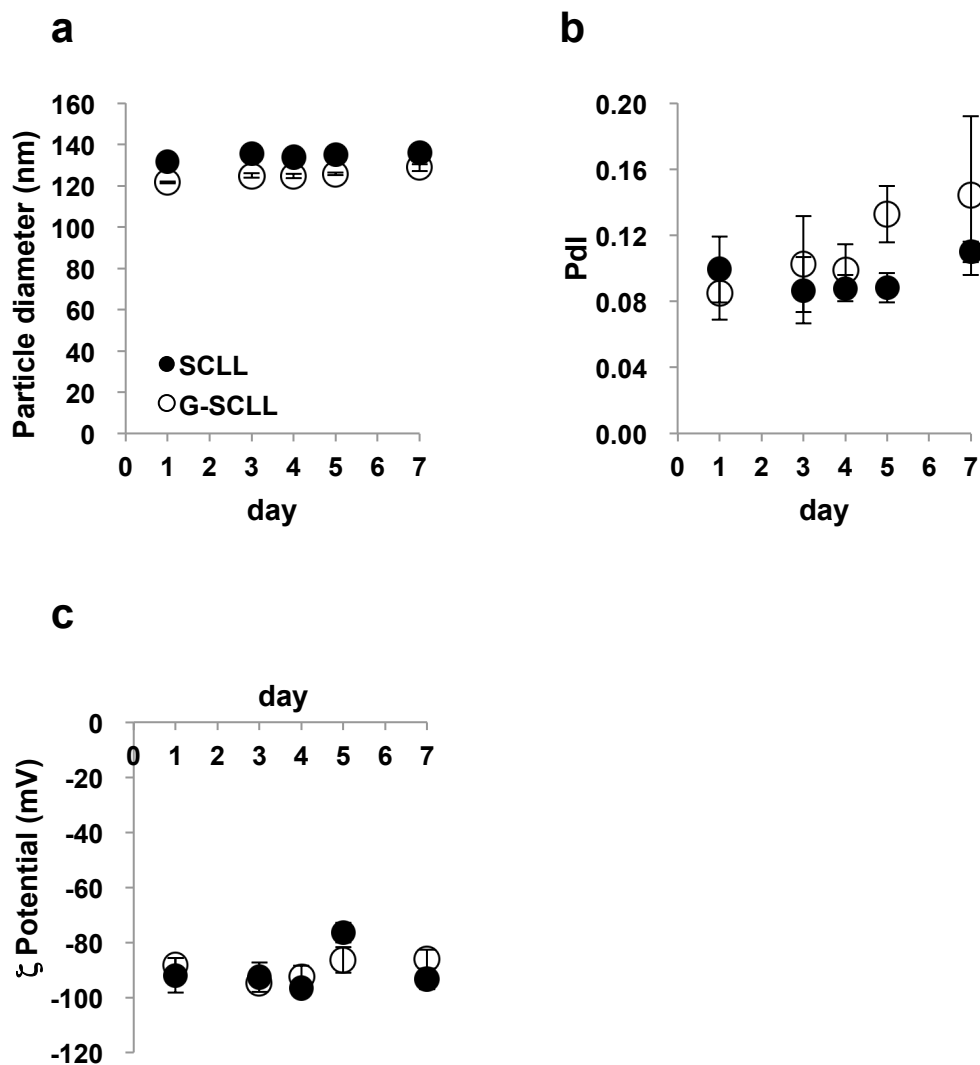 a
160
140
120
100
80
60
40
20
0
Particle diameter (nm)
SCLL
G-SCLL
0 1 2 3 4 5 6 7
day
b
0.20
0.16
0.12
0.08
0.04
0.00
PdI
0 1 2 3 4 5 6 7
day
c
day
0 1 2 3 4 5 6 7
0
-20
-40
-60
-80
-100
-120
ζ Potential (mV)